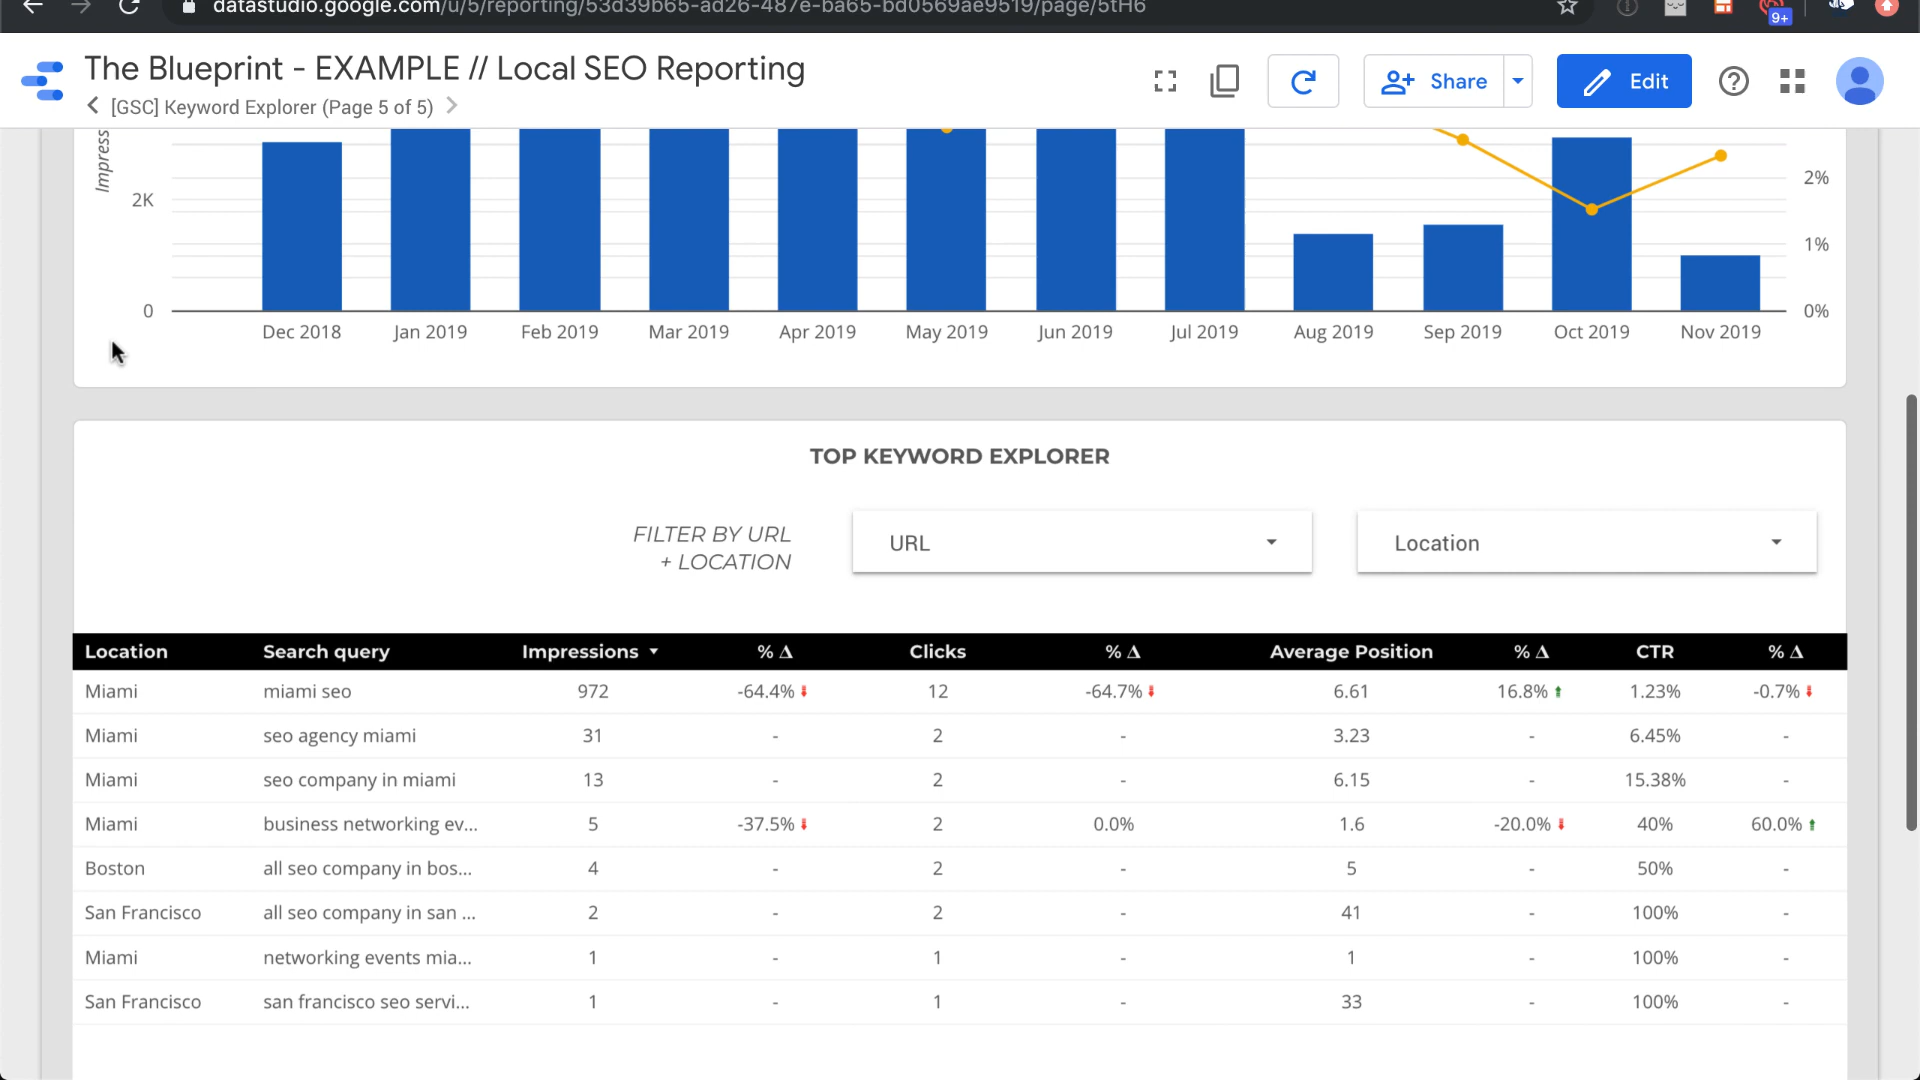 datastudio.google.com/u/5/reporting/53d39b65-ad26-487e-ba65-bd0569ae9519/page/5tH6
9+
The Blueprint - EXAMPLE // Local SEO Reporting
[GSC] Keyword Explorer (Page 5 of 5)
Share
Edit
Impress
2K
0
2%
1%
0%
Dec 2018 Jan 2019 Feb 2019 Mar 2019 Apr 2019 May 2019 Jun 2019 Jul 2019 Aug 2019 Sep 2019 Oct 2019 Nov 2019
TOP KEYWORD EXPLORER
FILTER BY URL
+ LOCATION
URL
Location
Location Search query Impressions % Δ Clicks % Δ Average Position % Δ CTR % Δ
Miami miami seo 972 -64.4% 12 -64.7% 6.61 16.8% 1.23% -0.7%
Miami seo agency miami 31 - 2 - 3.23 - 6.45% -
Miami seo company in miami 13 - 2 - 6.15 - 15.38% -
Miami business networking ev... 5 -37.5% 2 0.0% 1.6 -20.0% 40% 60.0%
Boston all seo company in bos... 4 - 2 - 5 - 50% -
San Francisco all seo company in san ... 2 - 2 - 41 - 100% -
Miami networking events mia... 1 - 1 - 1 - 100% -
San Francisco san francisco seo servi... 1 - 1 - 33 - 100% -